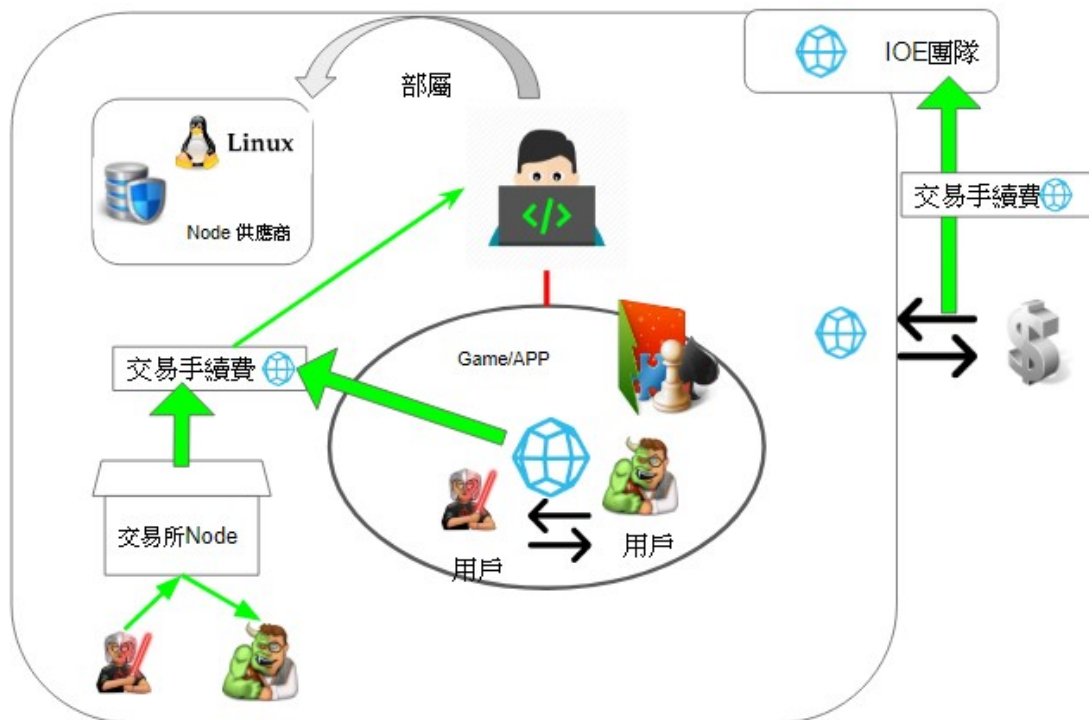 IOE團隊
部屬
Linux
Node 供應商
</>
交易手續費
交易手續費
Game/APP
$
交易所Node
用戶
用戶